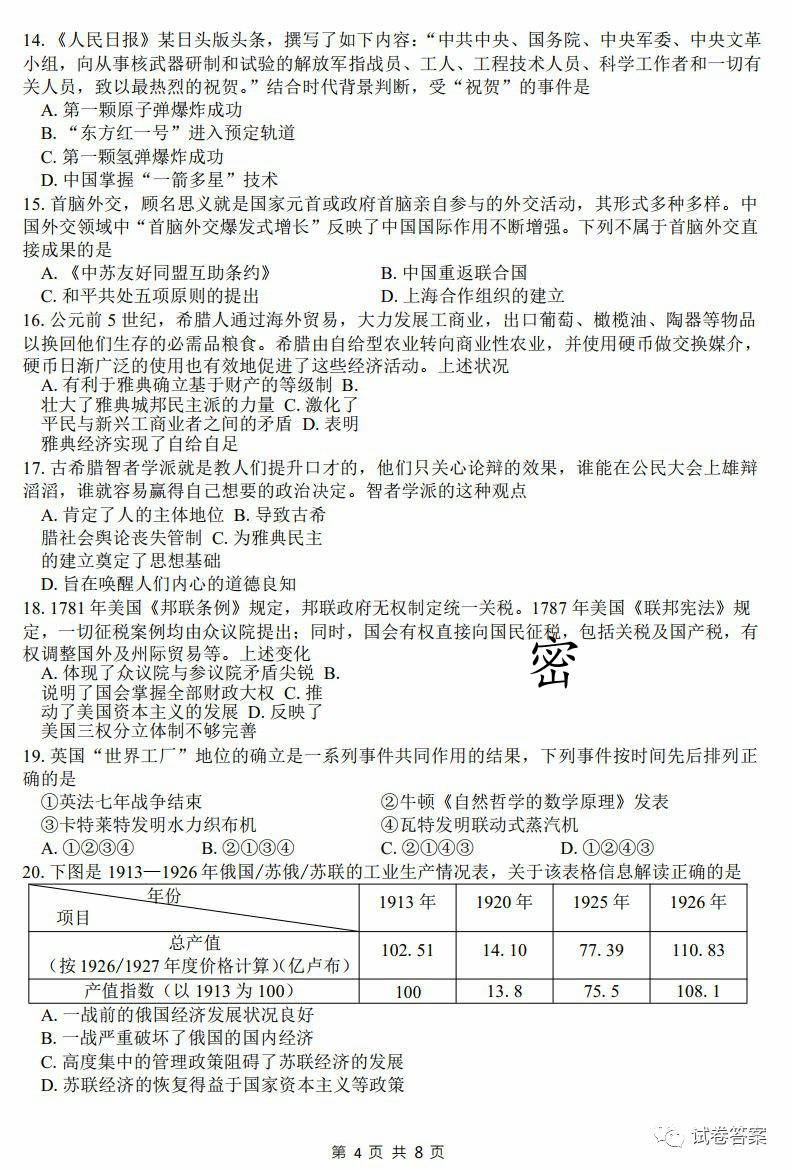 14. 《人民日报》某日头版头条，撰写了如下内容：“中共中央、国务院、中央军委、中央文革
小组，向从事核武器研制和试验的解放军指战员、工人、工程技术人员、科学工作者和一切有
关人员，致以最热烈的祝贺。”结合时代背景判断，受“祝贺”的事件是
A. 第一颗原子弹爆炸成功
B. “东方红一号”进入预定轨道
C. 第一颗氢弹爆炸成功
D. 中国掌握“一箭多星”技术
15. 首脑外交，顾名思义就是国家元首或政府首脑亲自参与的外交活动，其形式多种多样。中
国外交领域中“首脑外交爆发式增长”反映了中国国际作用不断增强。下列不属于首脑外交直
接成果的是
A. 《中苏友好同盟互助条约》 B. 中国重返联合国
C. 和平共处五项原则的提出 D. 上海合作组织的建立
16. 公元前 5 世纪，希腊人通过海外贸易，大力发展工商业，出口葡萄、橄榄油、陶器等物品
以换回他们生存的必需品粮食。希腊由自给型农业转向商业性农业，并使用硬币做交换媒介，
硬币日渐广泛的使用也有效地促进了这些经济活动。上述状况
A. 有利于雅典确立基于财产的等级制 B.
壮大了雅典城邦民主派的力量 C. 激化了
平民与新兴工商业者之间的矛盾 D. 表明
雅典经济实现了自给自足
17. 古希腊智者学派就是教人们提升口才的，他们只关心论辩的效果，谁能在公民大会上雄辩
滔滔，谁就容易赢得自己想要的政治决定。智者学派的这种观点
A. 肯定了人的主体地位 B. 导致古希
腊社会舆论丧失管制 C. 为雅典民主
的建立奠定了思想基础
D. 旨在唤醒人们内心的道德良知
18. 1781 年美国《邦联条例》规定，邦联政府无权制定统一关税。1787 年美国《联邦宪法》规
定，一切征税案例均由众议院提出；同时，国会有权直接向国民征税，包括关税及国产税，有
权调整国外及州际贸易等。上述变化
A. 体现了众议院与参议院矛盾尖锐 B.
说明了国会掌握全部财政大权 C. 推
动了美国资本主义的发展 D. 反映了
美国三权分立体制不够完善
密
19. 英国“世界工厂”地位的确立是一系列事件共同作用的结果，下列事件按时间先后排列正
确的是
①英法七年战争结束 ②牛顿《自然哲学的数学原理》发表
③卡特莱特发明水力织布机 ④瓦特发明联动式蒸汽机
A. ①②③④ B. ②①③④ C. ②①④③ D. ①②④③
20. 下图是 1913—1926 年俄国/苏俄/苏联的工业生产情况表，关于该表格信息解读正确的是
年份 1913 年 1920 年 1925 年 1926 年
项目
总产值
（按 1926/1927 年度价格计算）（亿卢布） 102.51 14.10 77.39 110.83
产值指数（以 1913 为 100） 100 13.8 75.5 108.1
A. 一战前的俄国经济发展状况良好
B. 一战严重破坏了俄国的国内经济
C. 高度集中的管理政策阻碍了苏联经济的发展
D. 苏联经济的恢复得益于国家资本主义等政策
试卷答案
第 4 页 共 8 页